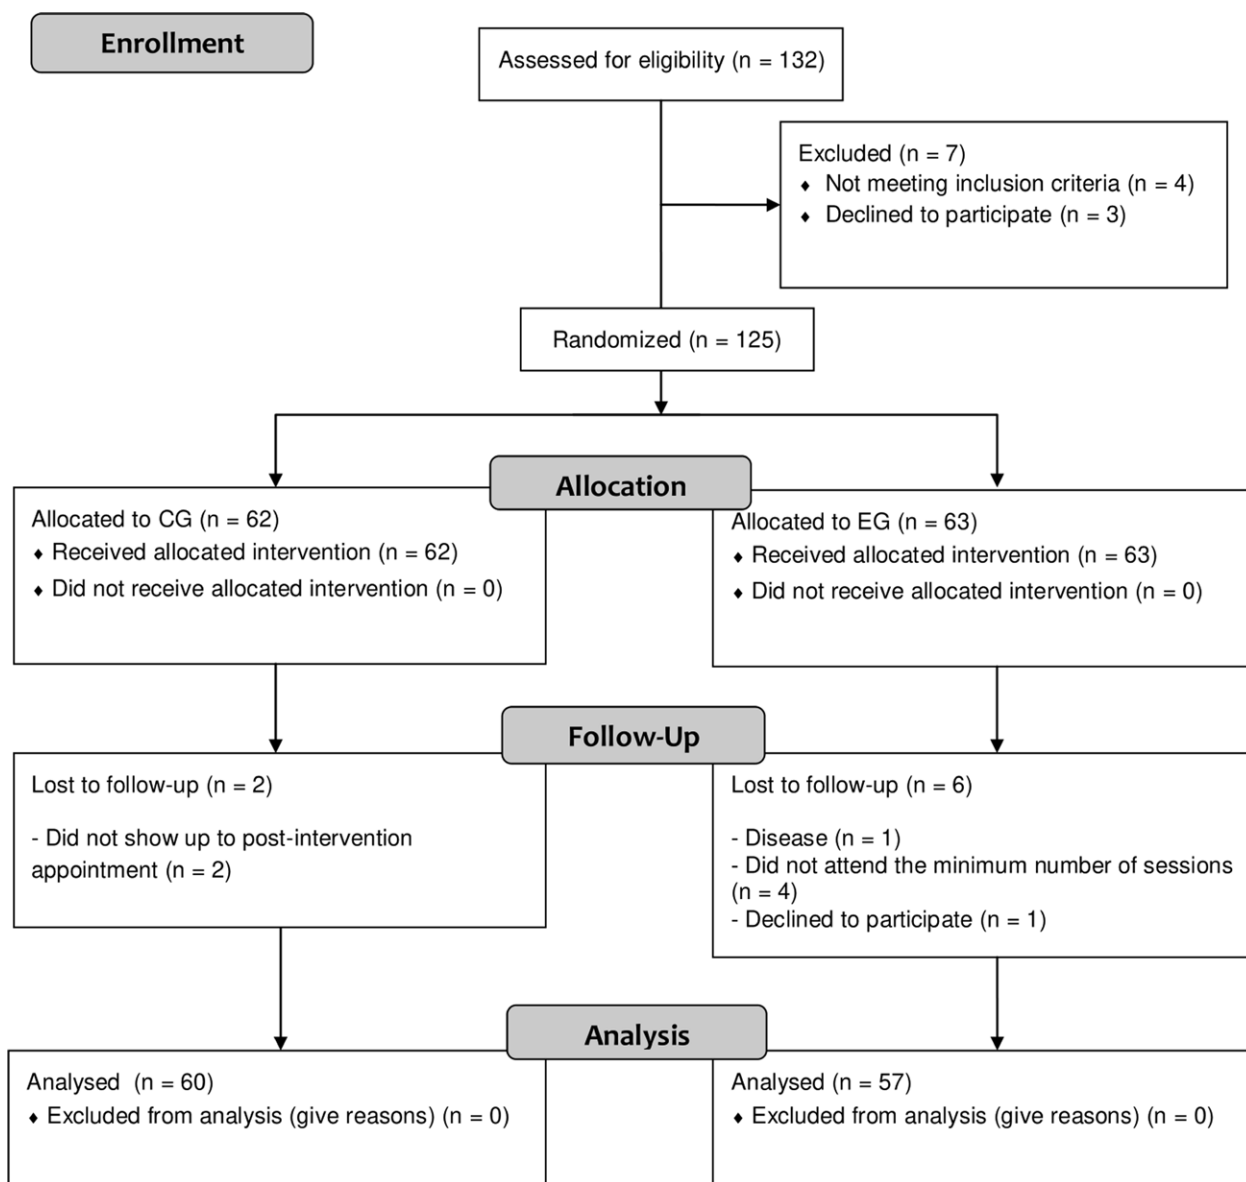 Enrollment
Assessed for eligibility (n = 132)
Excluded (n = 7)
♦ Not meeting inclusion criteria (n = 4)
♦ Declined to participate (n = 3)
Randomized (n = 125)
Allocation
Allocated to CG (n = 62)
♦ Received allocated intervention (n = 62)
♦ Did not receive allocated intervention (n = 0)
Allocated to EG (n = 63)
♦ Received allocated intervention (n = 63)
♦ Did not receive allocated intervention (n = 0)
Follow-Up
Lost to follow-up (n = 2)
- Did not show up to post-intervention
appointment (n = 2)
Lost to follow-up (n = 6)
- Disease (n = 1)
- Did not attend the minimum number of sessions
(n = 4)
- Declined to participate (n = 1)
Analysis
Analysed  (n = 60)
♦ Excluded from analysis (give reasons) (n = 0)
Analysed (n = 57)
♦ Excluded from analysis (give reasons) (n = 0)